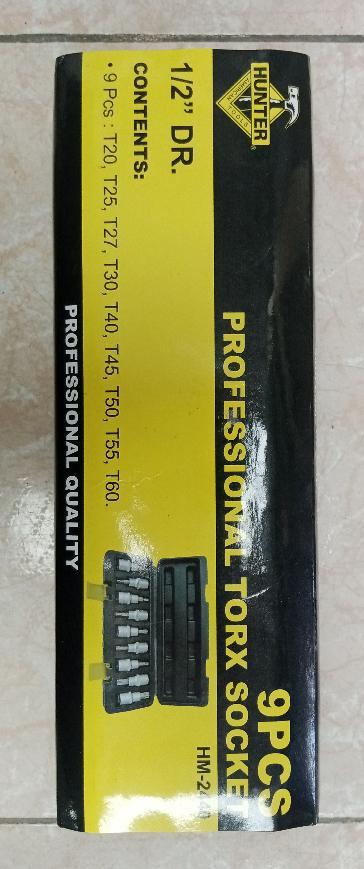 HUNTER
TOOLS
9PCS
PROFESSIONAL TORX SOCKET
1/2” DR.
CONTENTS:
• 9 Pcs : T20, T25, T27, T30, T40, T45, T50, T55, T60.
PROFESSIONAL QUALITY